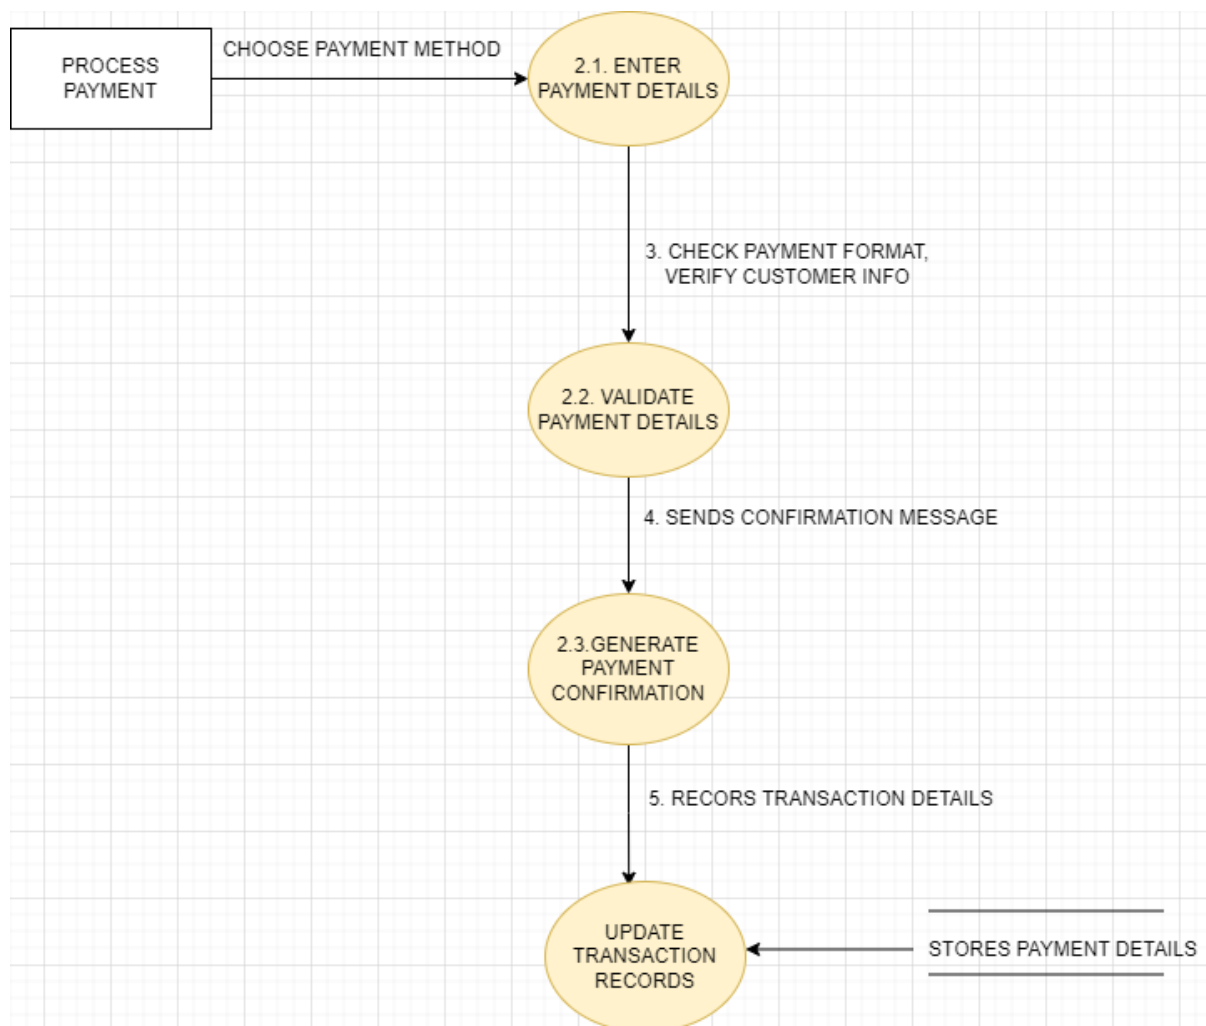 PROCESS
PAYMENT
CHOOSE PAYMENT METHOD
2.1. ENTER
PAYMENT DETAILS
3. CHECK PAYMENT FORMAT,
VERIFY CUSTOMER INFO
2.2. VALIDATE
PAYMENT DETAILS
4. SENDS CONFIRMATION MESSAGE
2.3.GENERATE
PAYMENT
CONFIRMATION
5. RECORS TRANSACTION DETAILS
UPDATE
TRANSACTION
RECORDS
STORES PAYMENT DETAILS